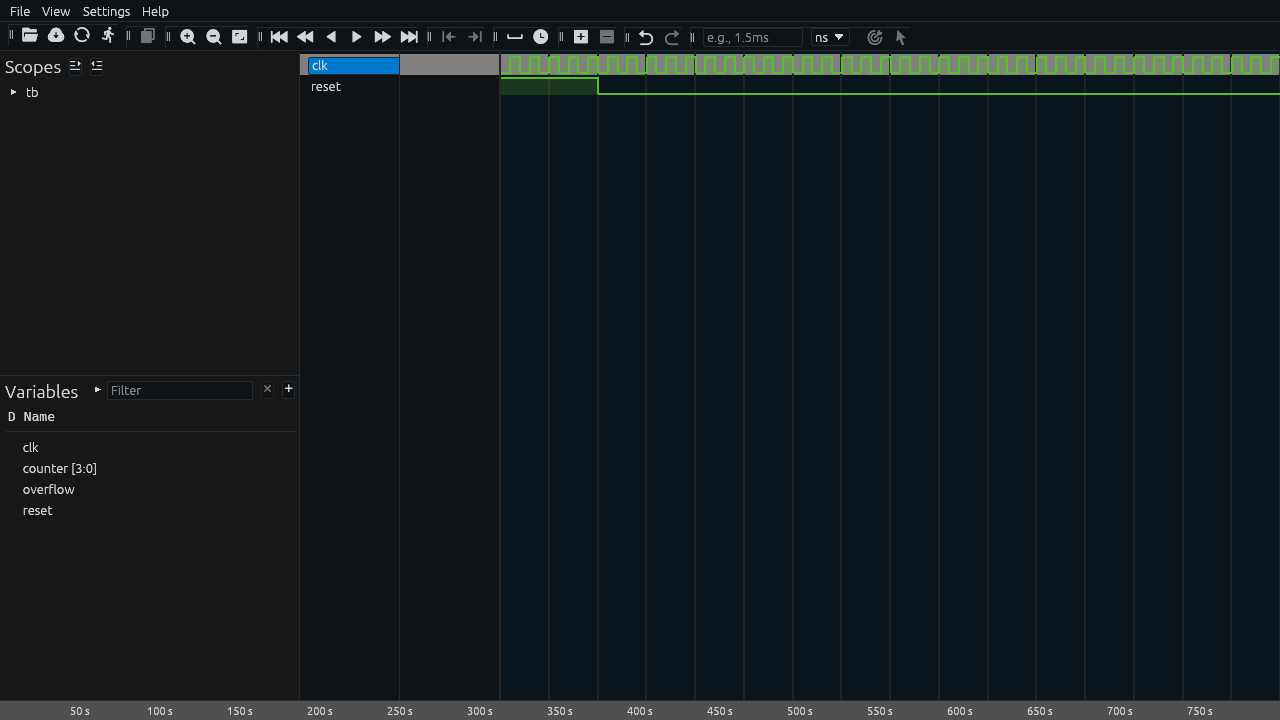 File View Settings Help
e.g., 1.5ms ns
Scopes
tb
clk
reset
Variables Filter
D Name
clk
counter [3:0]
overflow
reset
50 s 100 s 150 s 200 s 250 s 300 s 350 s 400 s 450 s 500 s 550 s 600 s 650 s 700 s 750 s